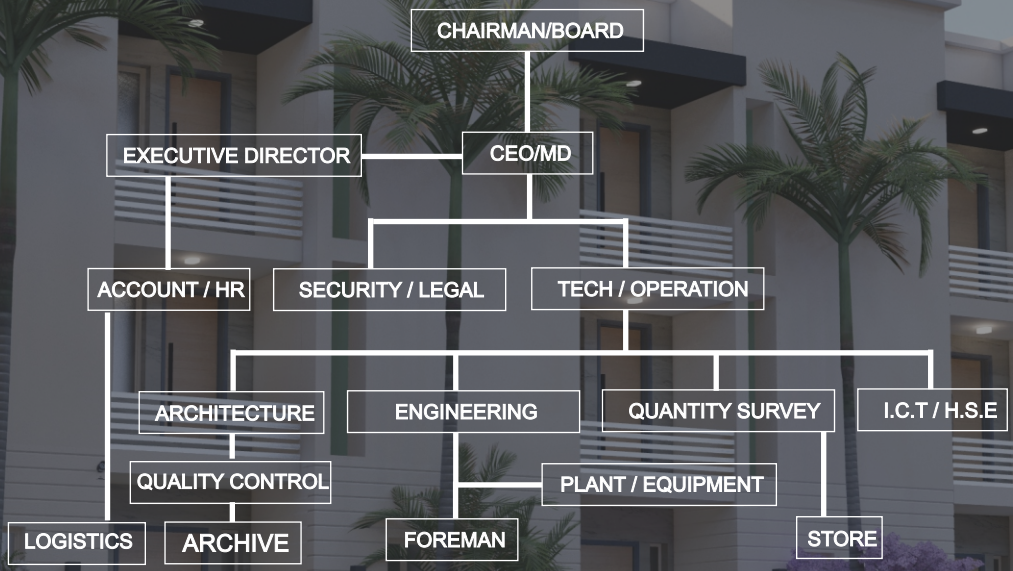 CHAIRMAN/BOARD
EXECUTIVE DIRECTOR
CEO/MD
ACCOUNT / HR
SECURITY / LEGAL
TECH / OPERATION
ARCHITECTURE
ENGINEERING
QUANTITY SURVEY
I.C.T / H.S.E
QUALITY CONTROL
PLANT / EQUIPMENT
LOGISTICS
ARCHIVE
FOREMAN
STORE